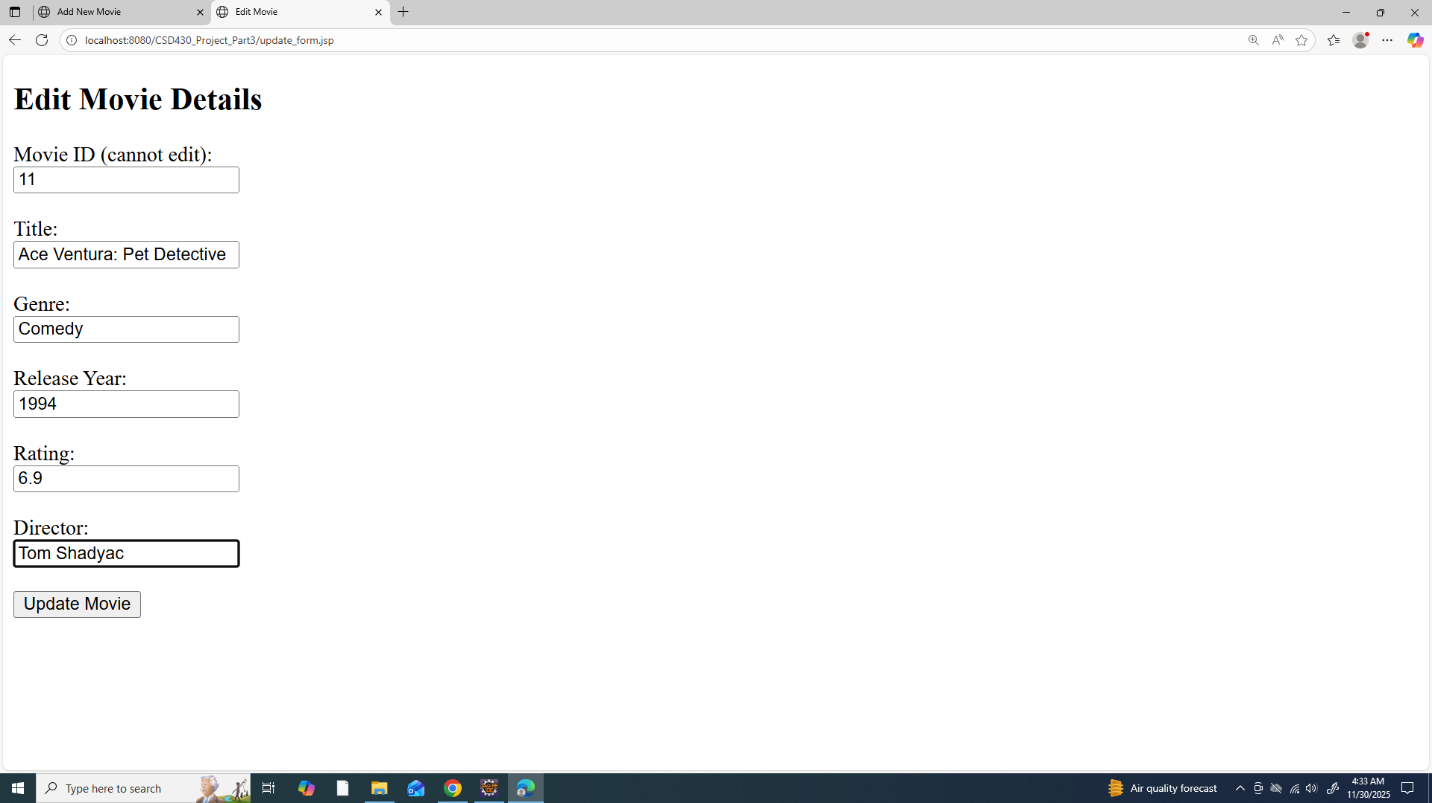 Add New Movie
Edit Movie
localhost:8080/CSD430_Project_Part3/update_form.jsp
Edit Movie Details
Movie ID (cannot edit):
11
Title:
Ace Ventura: Pet Detective
Genre:
Comedy
Release Year:
1994
Rating:
6.9
Director:
Tom Shadyac
Update Movie
Type here to search
Air quality forecast
4:33 AM
11/30/2025